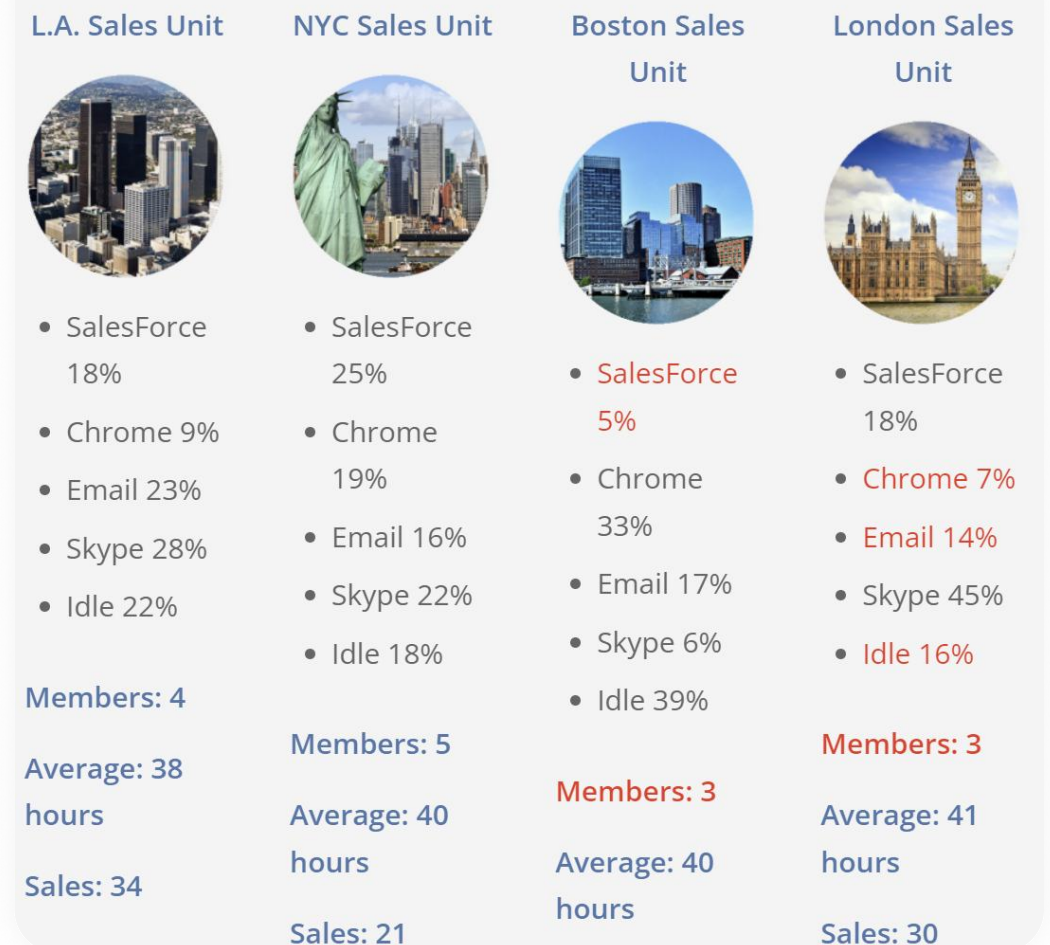 L.A. Sales Unit
SalesForce
18%
Chrome 9%
Email 23%
Skype 28%
Idle 22%
Members: 4
Average: 38
hours
Sales: 34
NYC Sales Unit
SalesForce
25%
Chrome
19%
Email 16%
Skype 22%
Idle 18%
Members: 5
Average: 40
hours
Sales: 21
Boston Sales
Unit
SalesForce
5%
Chrome
33%
Email 17%
Skype 6%
Idle 39%
Members: 3
Average: 40
hours
London Sales
Unit
SalesForce
18%
Chrome 7%
Email 14%
Skype 45%
Idle 16%
Members: 3
Average: 41
hours
Sales: 30